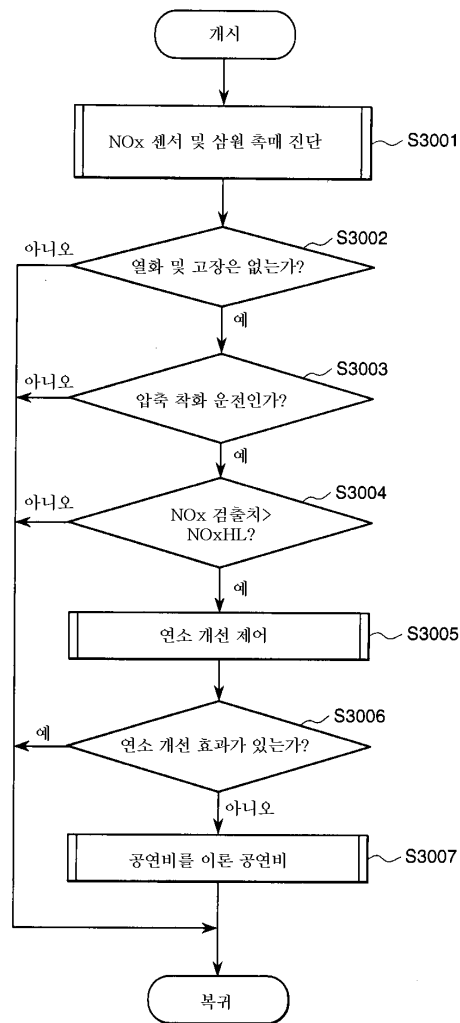 개시
NOx 센서 및 삼원 촉매 진단
S3001
S3002
아니오
열화 및 고장은 없는가?
예
S3003
아니오
압축 착화 운전인가?
예
S3004
아니오
NOx 검출치>
NOxHL?
예
연소 개선 제어
S3005
S3006
예
연소 개선 효과가 있는가?
아니오
공연비를 이론 공연비
S3007
복귀